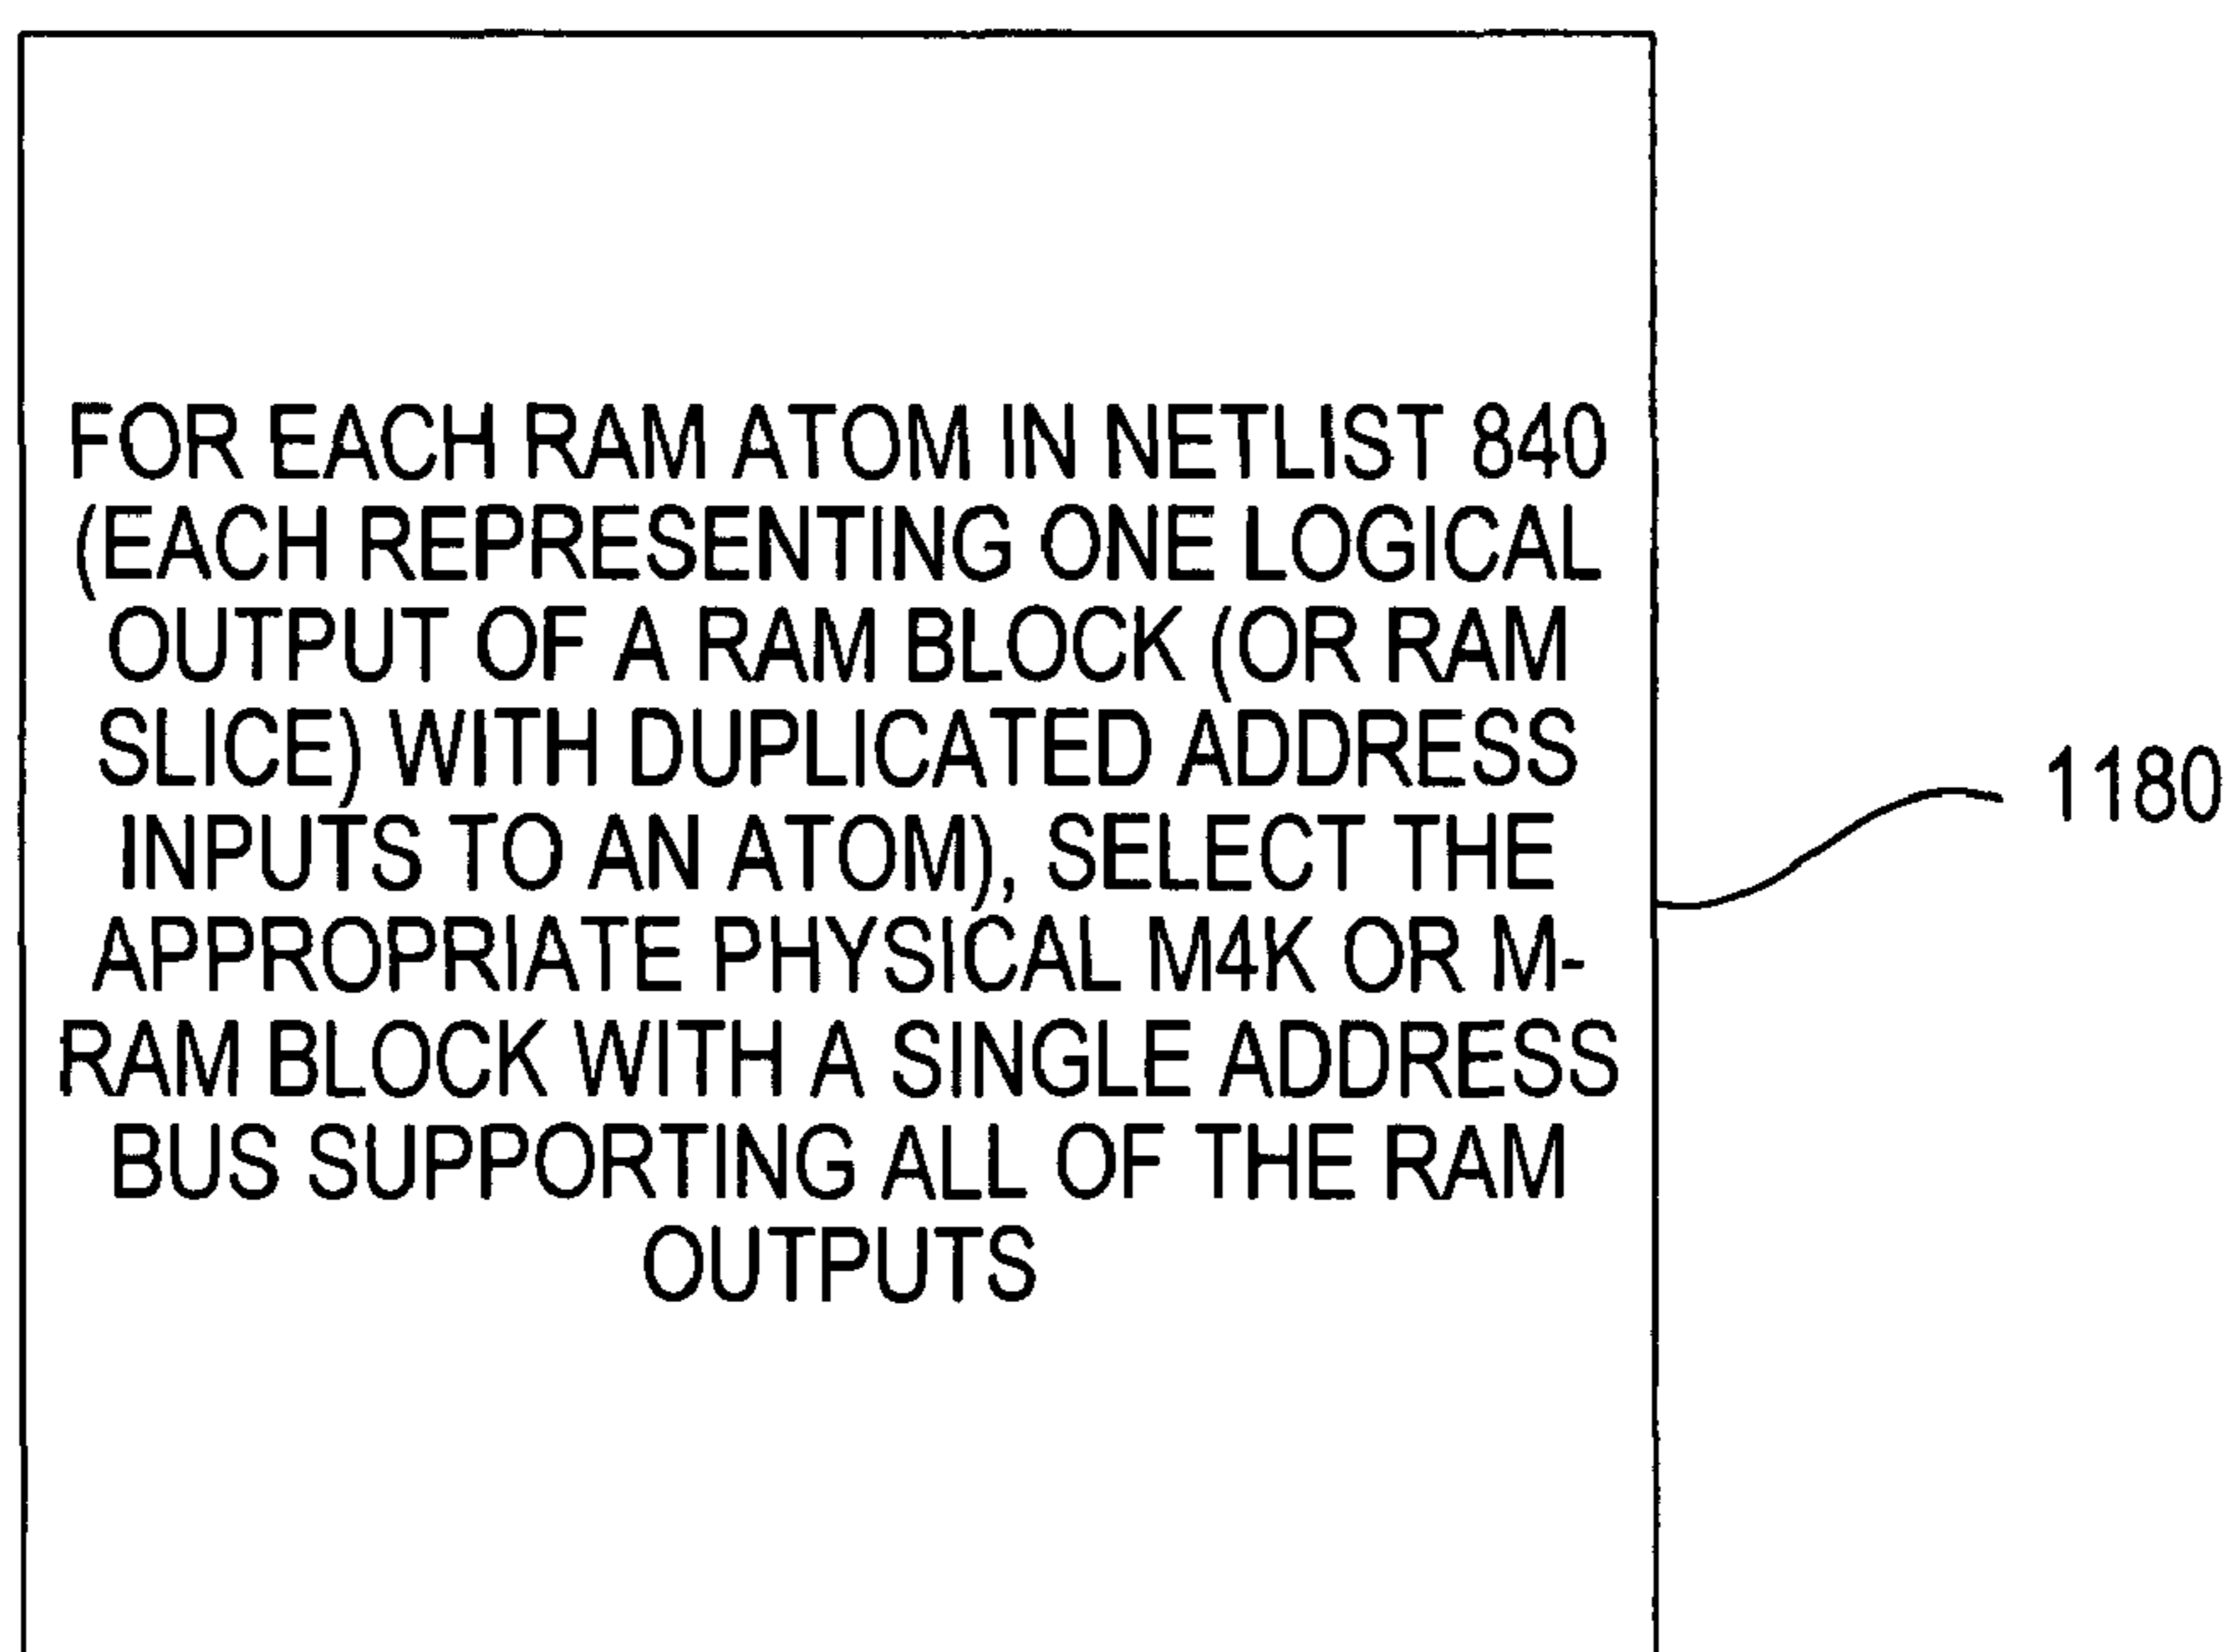 FOR EACH RAM ATOM IN NETLIST 840
(EACH REPRESENTING ONE LOGICAL
OUTPUT OF A RAM BLOCK (OR RAM
SLICE) WITH DUPLICATED ADDRESS
INPUTS TO AN ATOM), SELECT THE
APPROPRIATE PHYSICAL M4K OR M-
RAM BLOCK WITH A SINGLE ADDRESS
BUS SUPPORTING ALL OF THE RAM
OUTPUTS
1180